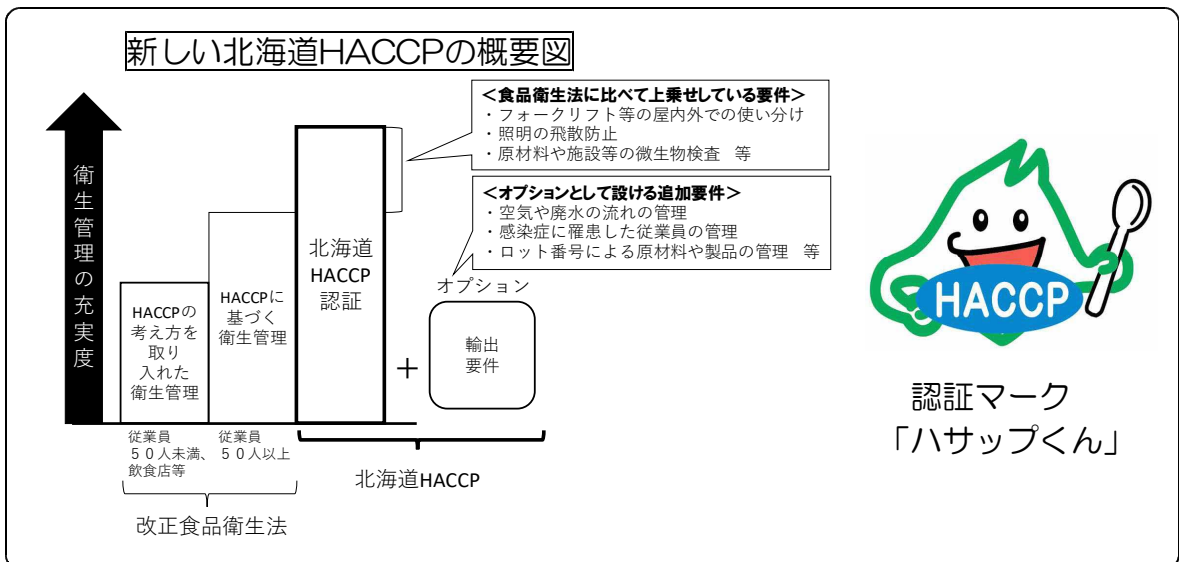 新しい北海道HACCPの概要図
衛生管理の充実度
HACCPの
考え方を
取り
入れた
衛生管理
HACCPに
基づく
衛生管理
北海道
HACCP
認証
<食品衛生法に比べて上乗せしている要件>
・フォークリフト等の屋内外での使い分け
・照明の飛散防止
・原材料や施設等の微生物検査　等
<オプションとして設ける追加要件>
・空気や廃水の流れの管理
・感染症に罹患した従業員の管理
・ロット番号による原材料や製品の管理　等
オプション
+
輸出
要件
従業員
５０人未満、
飲食店等
従業員
５０人以上
改正食品衛生法
北海道HACCP
HACCP
認証マーク
「ハサップくん」